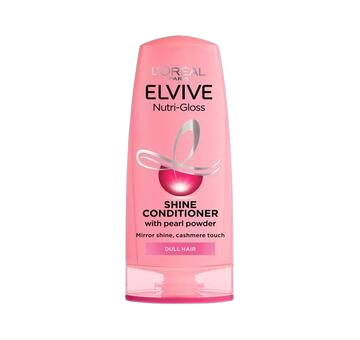 L'ORÉAL
PARIS
ELVIVE
Nutri-Gloss
SHINE
CONDITIONER
with pearl powder
Mirror shine, cashmere touch
DULL HAIR